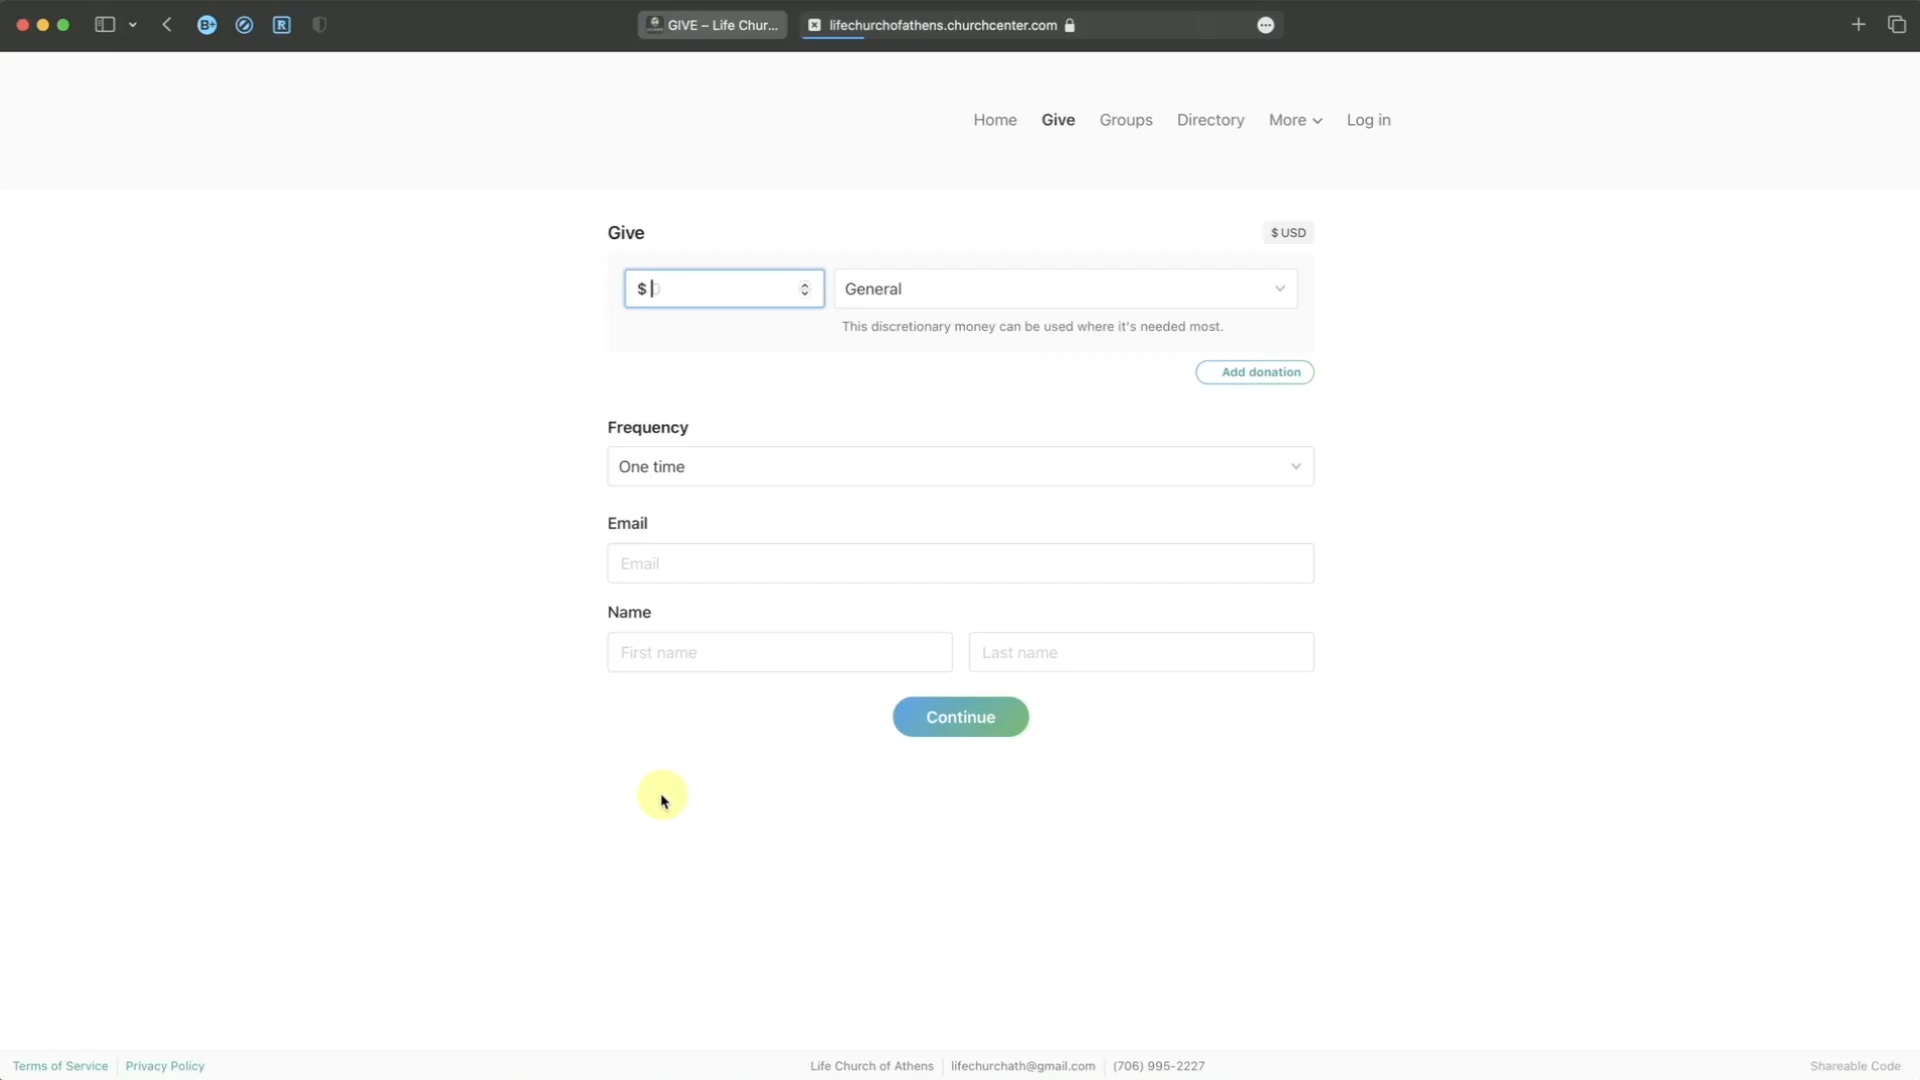 GIVE – Life Chur...
lifechurchofathens.churchcenter.com
Home Give Groups Directory More Log in
Give
$ USD
$ 0
General
This discretionary money can be used where it's needed most.
Add donation
Frequency
One time
Email
Email
Name
First name
Last name
Continue
Terms of Service Privacy Policy
Life Church of Athens lifechurchath@gmail.com (706) 995-2227
Shareable Code